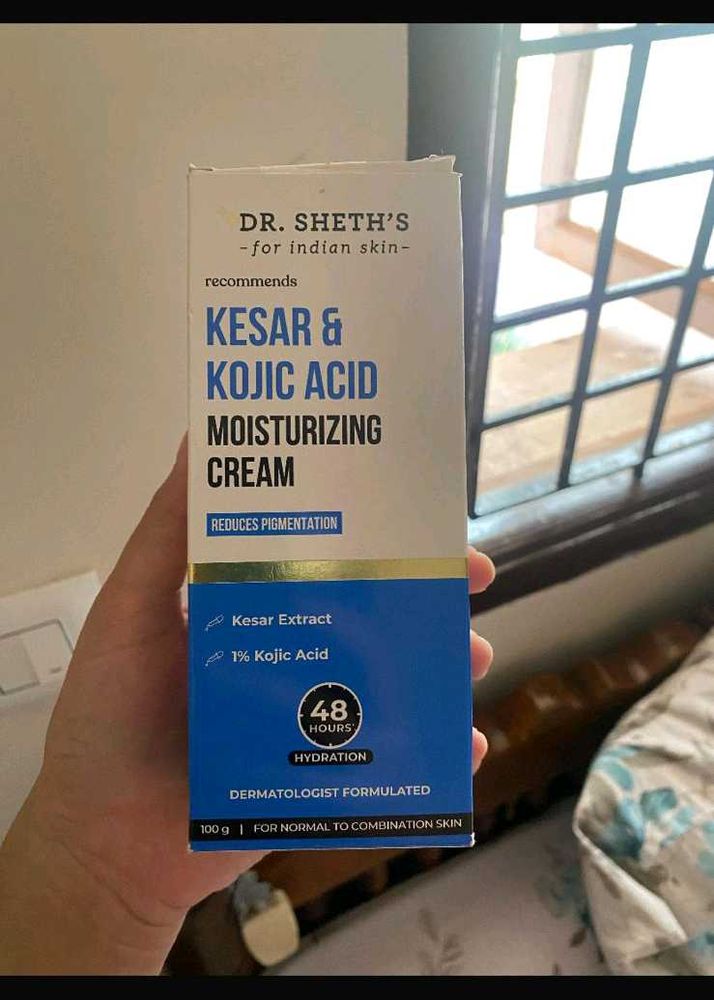 DR. SHETH'S
-for indian skin-
recommends
KESAR &
KOJIC ACID
MOISTURIZING
CREAM
REDUCES PIGMENTATION
Kesar Extract
1% Kojic Acid
48
HOURS*
HYDRATION
DERMATOLOGIST FORMULATED
100 g | FOR NORMAL TO COMBINATION SKIN